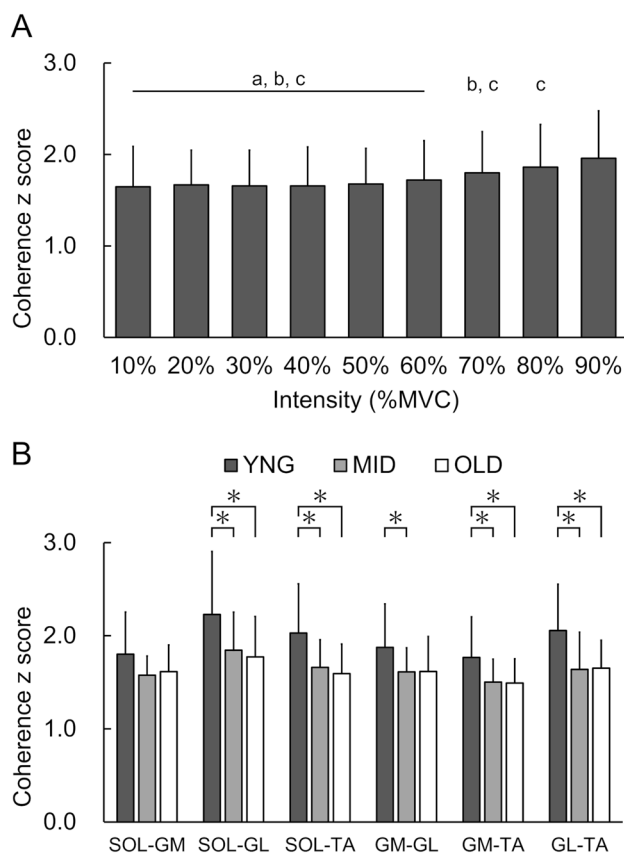 A
3.0
a, b, c
b, c
c
2.0
1.0
0.0
Coherence z score
10% 20% 30% 40% 50% 60% 70% 80% 90%
Intensity (%MVC)
B
YNG MID OLD
* * * *
* * * * *
3.0
2.0
1.0
0.0
Coherence z score
SOL-GM SOL-GL SOL-TA GM-GL GM-TA GL-TA